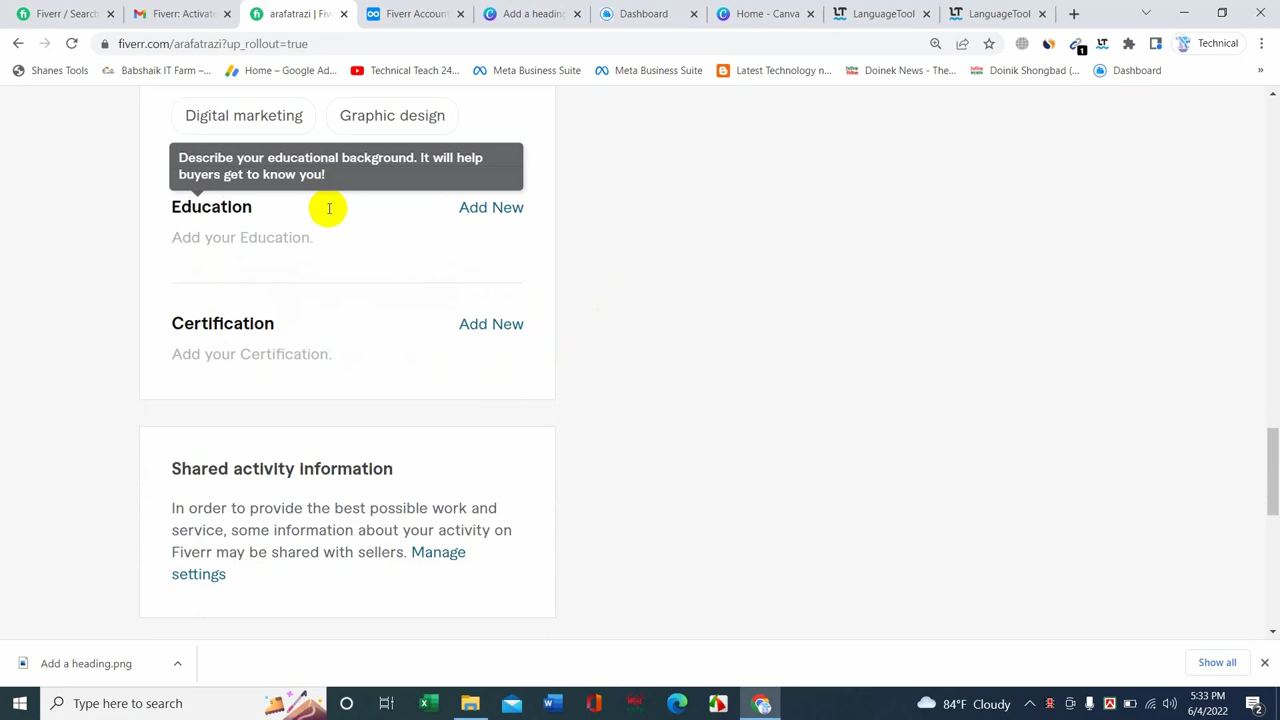 fiverr / Search
Fiverr: Activate
arafatrazi | Fiv
Fiverr Account
Add a heading
Dashboard
Home - Canva
LanguageTool
LanguageTool
fiverr.com/arafatrazi?up_rollout=true
1
Technical
Shanes Tools
Babshaik IT Farm –...
Home – Google Ad...
Technical Teach 24...
Meta Business Suite
Meta Business Suite
Latest Technology n...
Doinek News - The...
Doinik Shongbad (...
Dashboard
»
Digital marketing
Graphic design
Describe your educational background. It will help
buyers get to know you!
Education
Add New
Add your Education.
Certification
Add New
Add your Certification.
Shared activity information
In order to provide the best possible work and
service, some information about your activity on
Fiverr may be shared with sellers. Manage
settings
Add a heading.png
Show all
Type here to search
84°F Cloudy
5:33 PM
6/4/2022
2